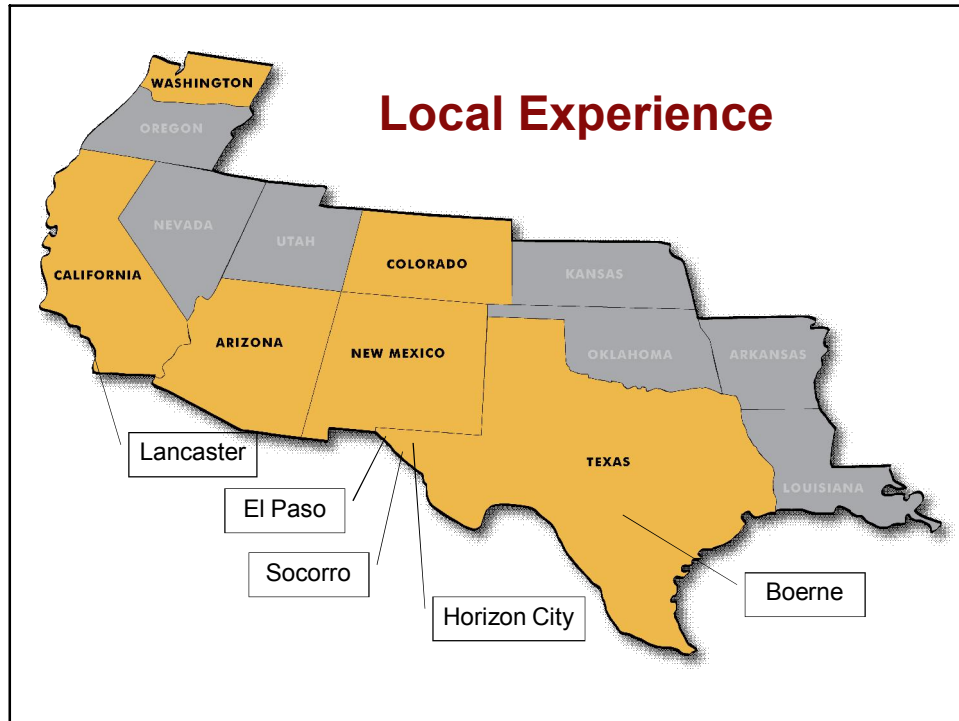 WASHINGTON
Local Experience
OREGON
NEVADA
UTAH
COLORADO
KANSAS
CALIFORNIA
ARIZONA
NEW MEXICO
OKLAHOMA
ARKANSAS
Lancaster
TEXAS
LOUISIANA
El Paso
Socorro
Horizon City
Boerne